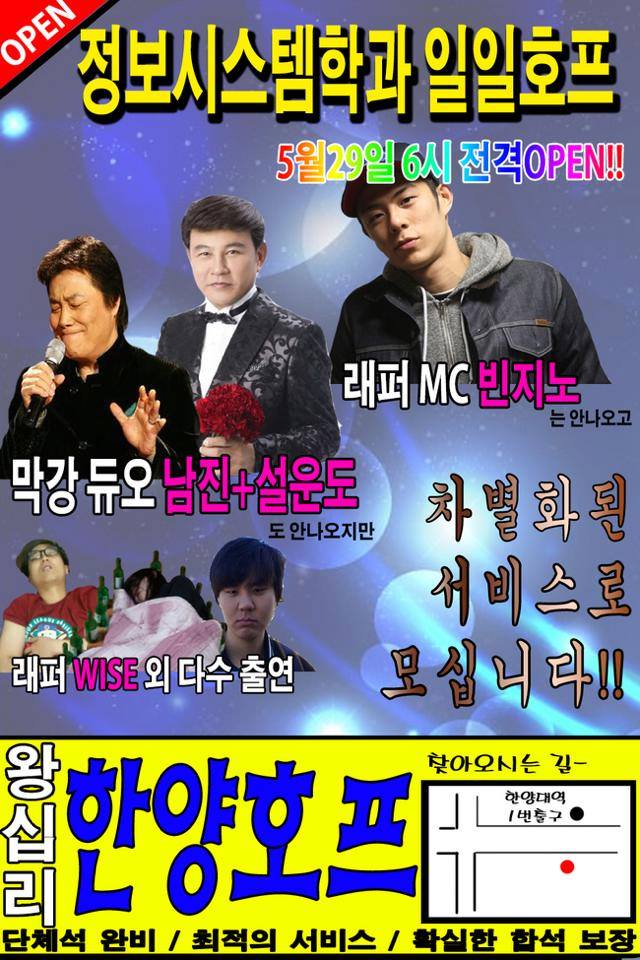 OPEN
정보시스템학과 일일호프
5월29일 6시 전격OPEN!!
래퍼 MC 빈지노
는 안나오고
막강 듀오 남진+설운도
도 안나오지만
차별화된
서비스로
모십니다!!
래퍼 WISE 외 다수 출연
왕십리
한양호프
찾아오시는 길-
한양대역
1번출구
단체석 완비 / 최적의 서비스 / 확실한 합석 보장